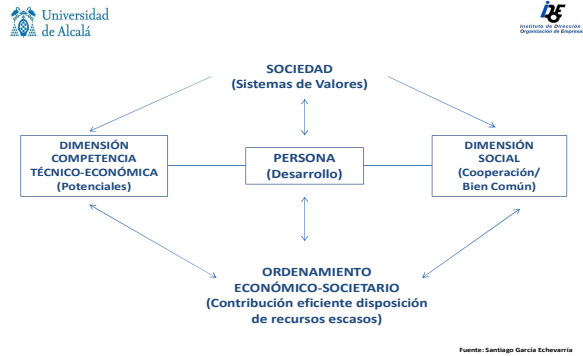 Universidad
de Alcalá
Instituto de Dirección
Organización de Empresas
SOCIEDAD
(Sistemas de Valores)
DIMENSIÓN
COMPETENCIA
TÉCNICO-ECONÓMICA
(Potenciales)
PERSONA
(Desarrollo)
DIMENSIÓN
SOCIAL
(Cooperación/
Bien Común)
ORDENAMIENTO
ECONÓMICO-SOCIETARIO
(Contribución eficiente disposición
de recursos escasos)
Fuente: Santiago García Echevarría